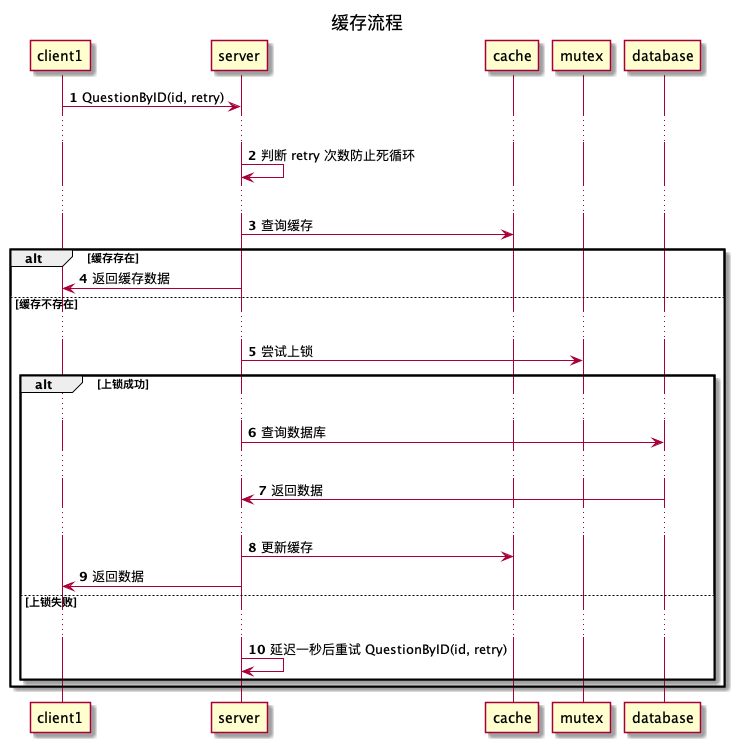 缓存流程
client1 server cache mutex database
1 QuestionByID(id, retry)
2 判断 retry 次数防止死循环
3 查询缓存
alt [缓存存在]
4 返回缓存数据
[缓存不存在]
5 尝试上锁
alt [上锁成功]
6 查询数据库
7 返回数据
8 更新缓存
9 返回数据
[上锁失败]
10 延迟一秒后重试 QuestionByID(id, retry)
client1 server cache mutex database